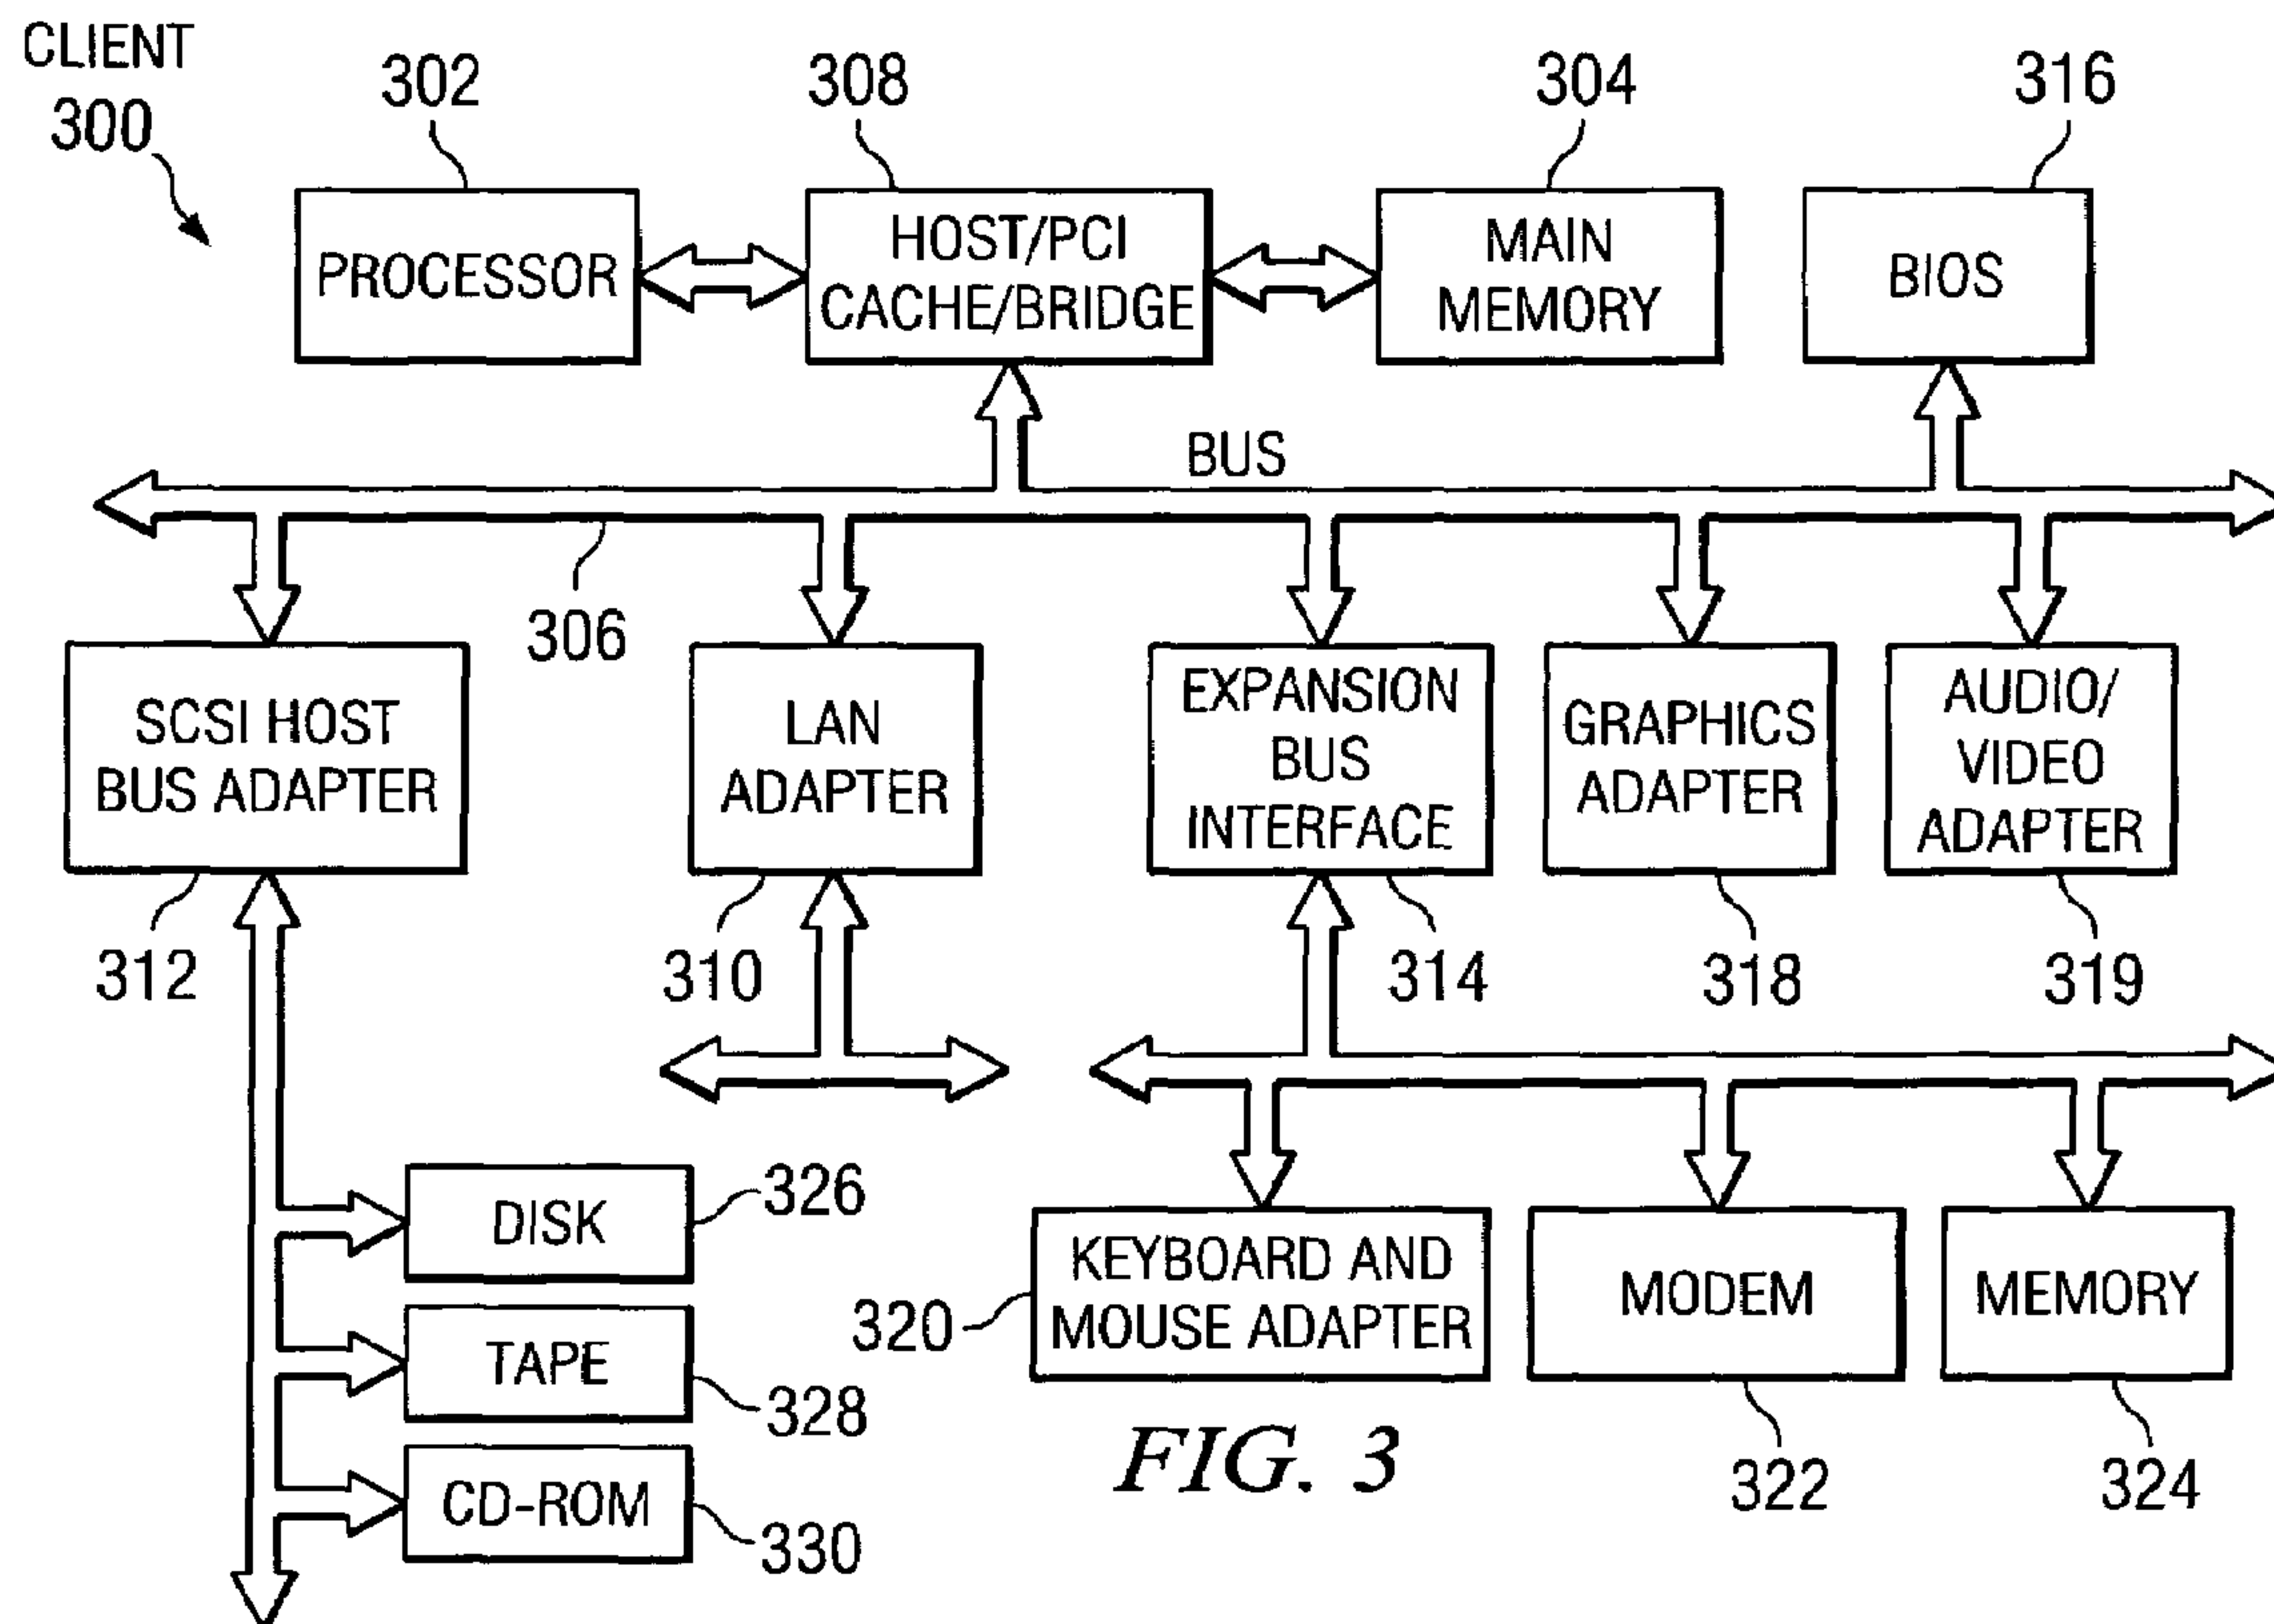 CLIENT
300
302
308
304
316
PROCESSOR
HOST/PCI
CACHE/BRIDGE
MAIN
MEMORY
BIOS
BUS
306
SCSI HOST
BUS ADAPTER
LAN
ADAPTER
EXPANSION
BUS
INTERFACE
GRAPHICS
ADAPTER
AUDIO/
VIDEO
ADAPTER
312
310
314
318
319
DISK
326
TAPE
328
CD-ROM
330
320
KEYBOARD AND
MOUSE ADAPTER
MODEM
MEMORY
322
324
FIG. 3